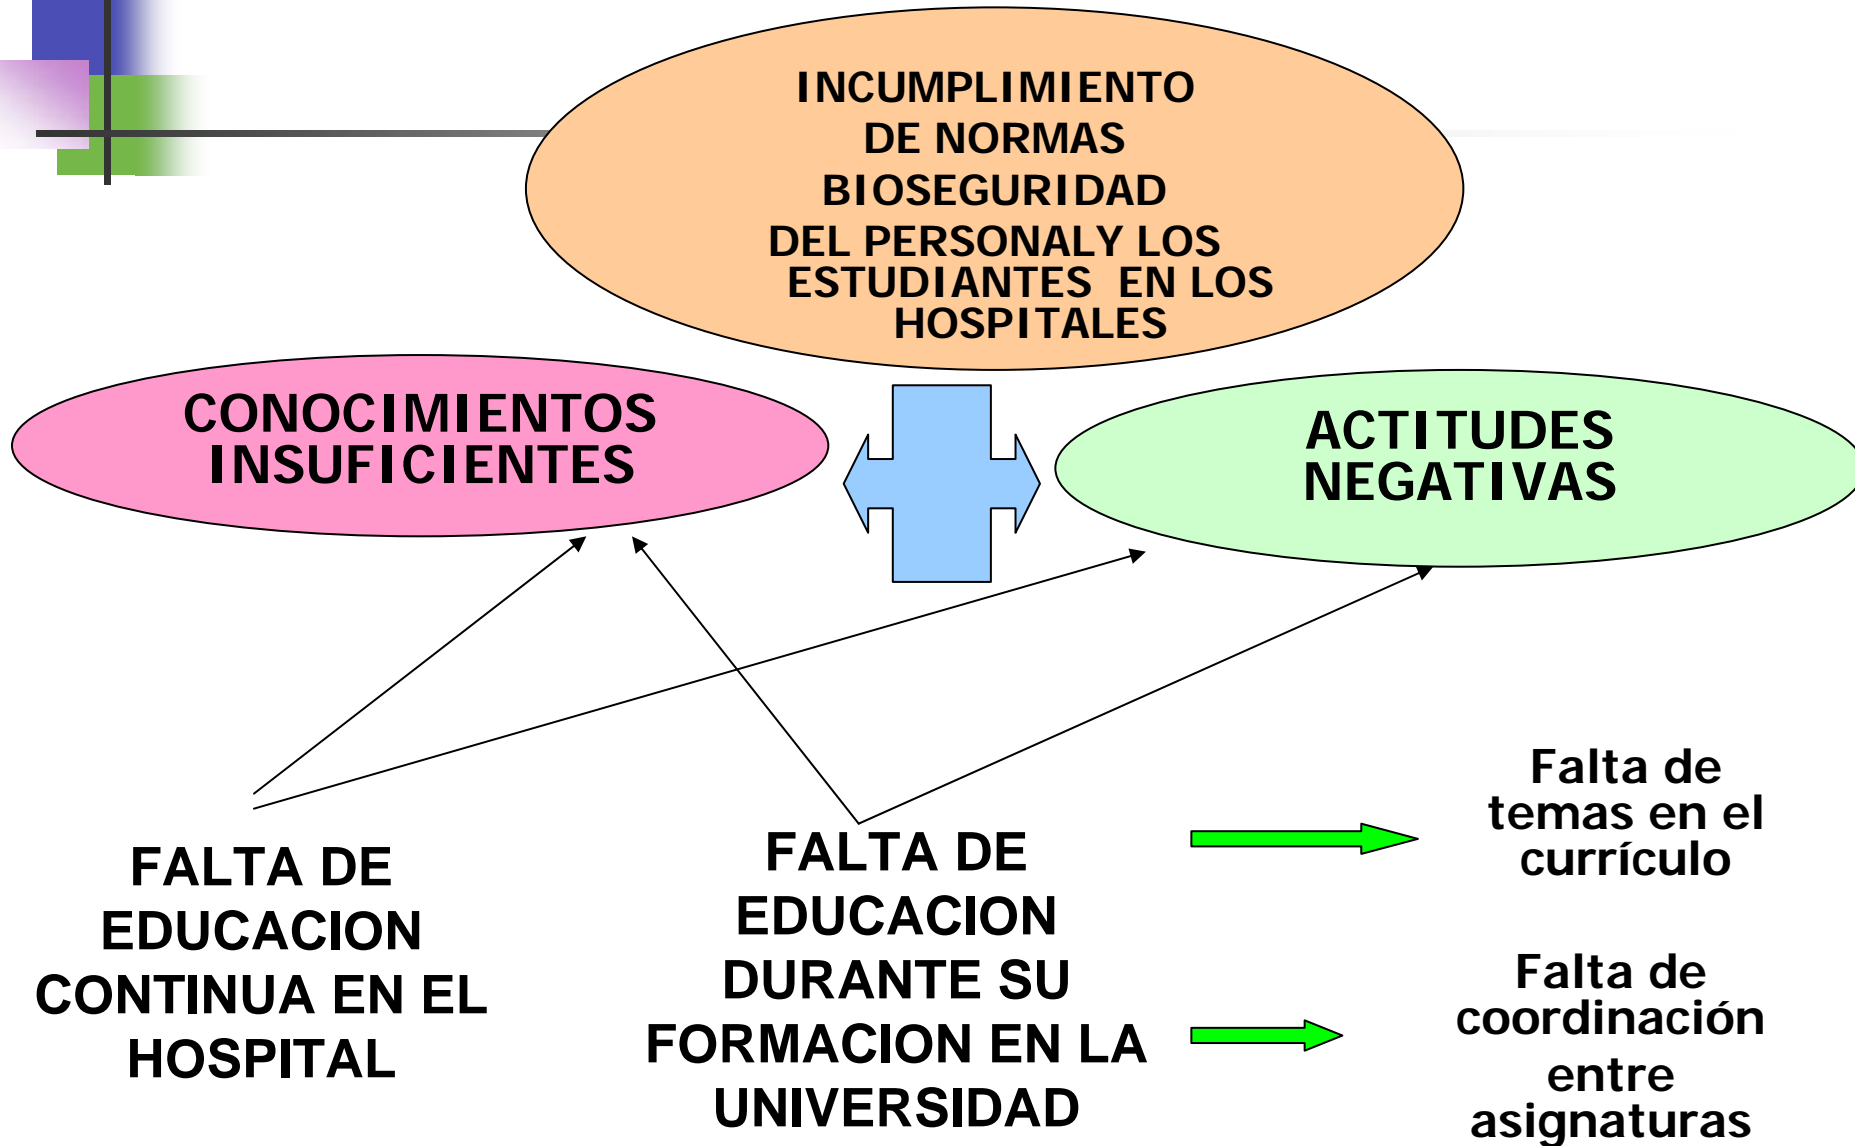 INCUMPLIMIENTO
DE NORMAS
BIOSEGURIDAD
DEL PERSONALY LOS
ESTUDIANTES EN LOS
HOSPITALES
CONOCIMIENTOS
INSUFICIENTES
ACTITUDES
NEGATIVAS
FALTA DE
EDUCACION
CONTINUA EN EL
HOSPITAL
FALTA DE
EDUCACION
DURANTE SU
FORMACION EN LA
UNIVERSIDAD
Falta de
temas en el
currículo
Falta de
coordinación
entre
asignaturas